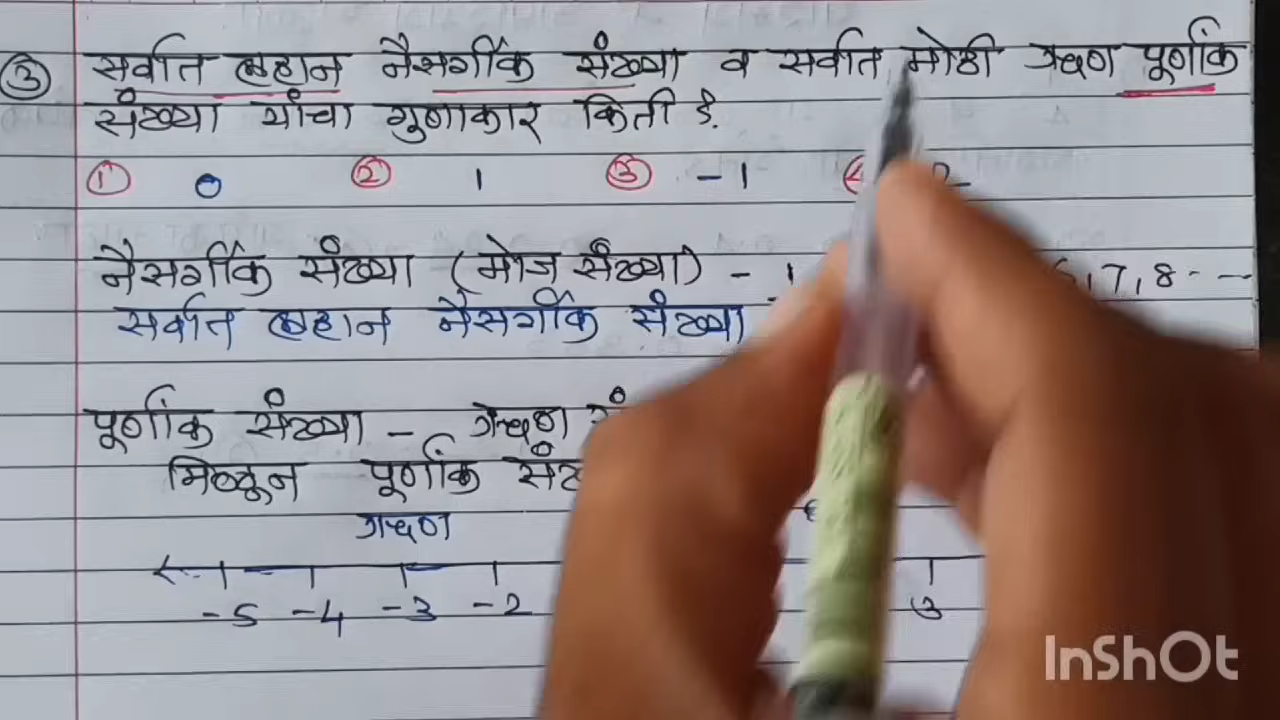 ③ सर्वात लहान नैसर्गीक संख्या व सर्वात मोठी ऋण पूर्णांक
संख्या यांचा गुणाकार किती ?
① 0 ② 1 ③ -1
नैसर्गीक संख्या (मोज संख्या) - 1 6,7,8
सर्वात लहान नैसर्गीक संख्या
पूर्णांक संख्या - ऋण
मिळून पूर्णांक
ऋण
-5 -4 -3 -2 3
InShOt